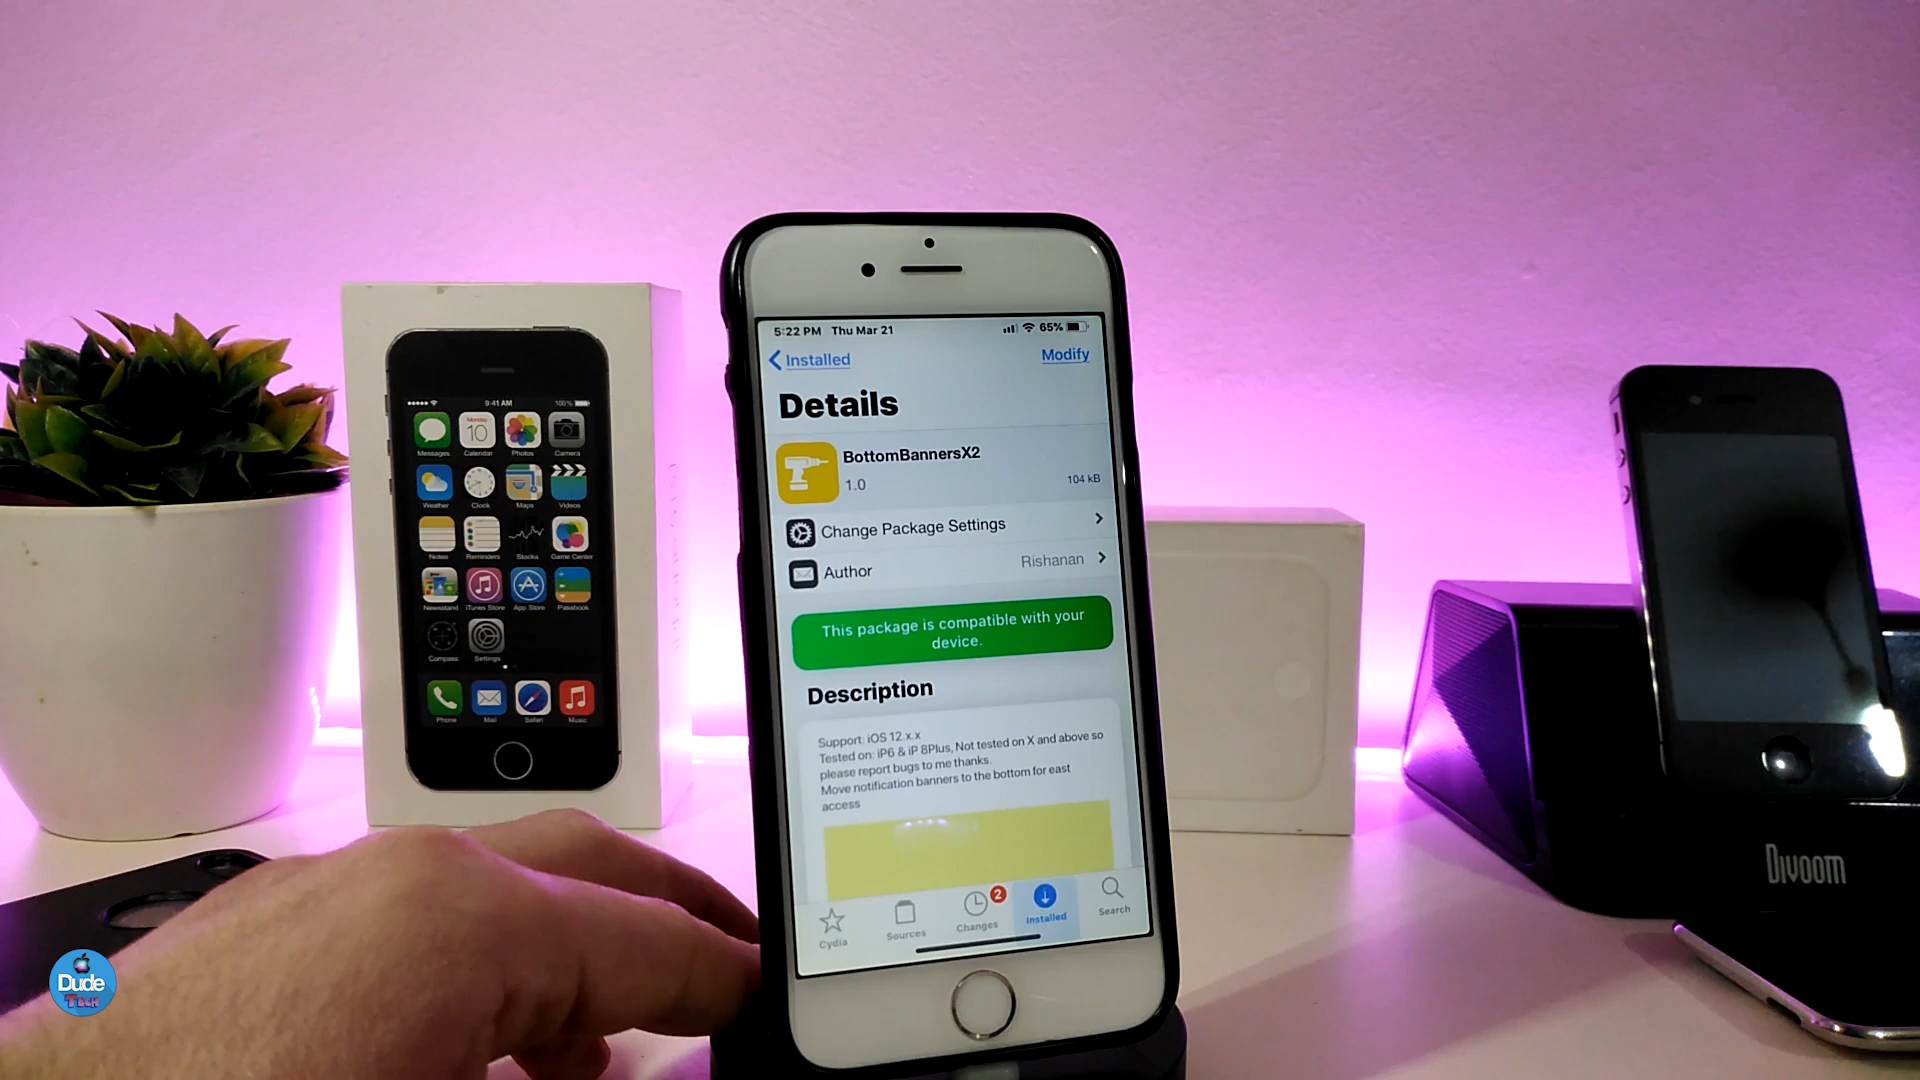 5:22 PM Thu Mar 21
65%
Installed
Modify
Details
BottomBannersX2
1.0
104 kB
Change Package Settings
Author
Rishanan
This package is compatible with your
device.
Description
Support: iOS 12.x.x
Tested on: iP6 & iP 8Plus, Not tested on X and above so
please report bugs to me thanks.
Move notification banners to the bottom for east
access
Cydia
Sources
Changes
2
Installed
Search
9:41 AM
100%
Messages
Calendar
Photos
Camera
Monday
10
Weather
Clock
Maps
Videos
Notes
Reminders
Stocks
Game Center
Newsstand
iTunes Store
App Store
Passbook
Compass
Settings
Phone
Mail
Safari
Music
Divoom
Dude
TECH